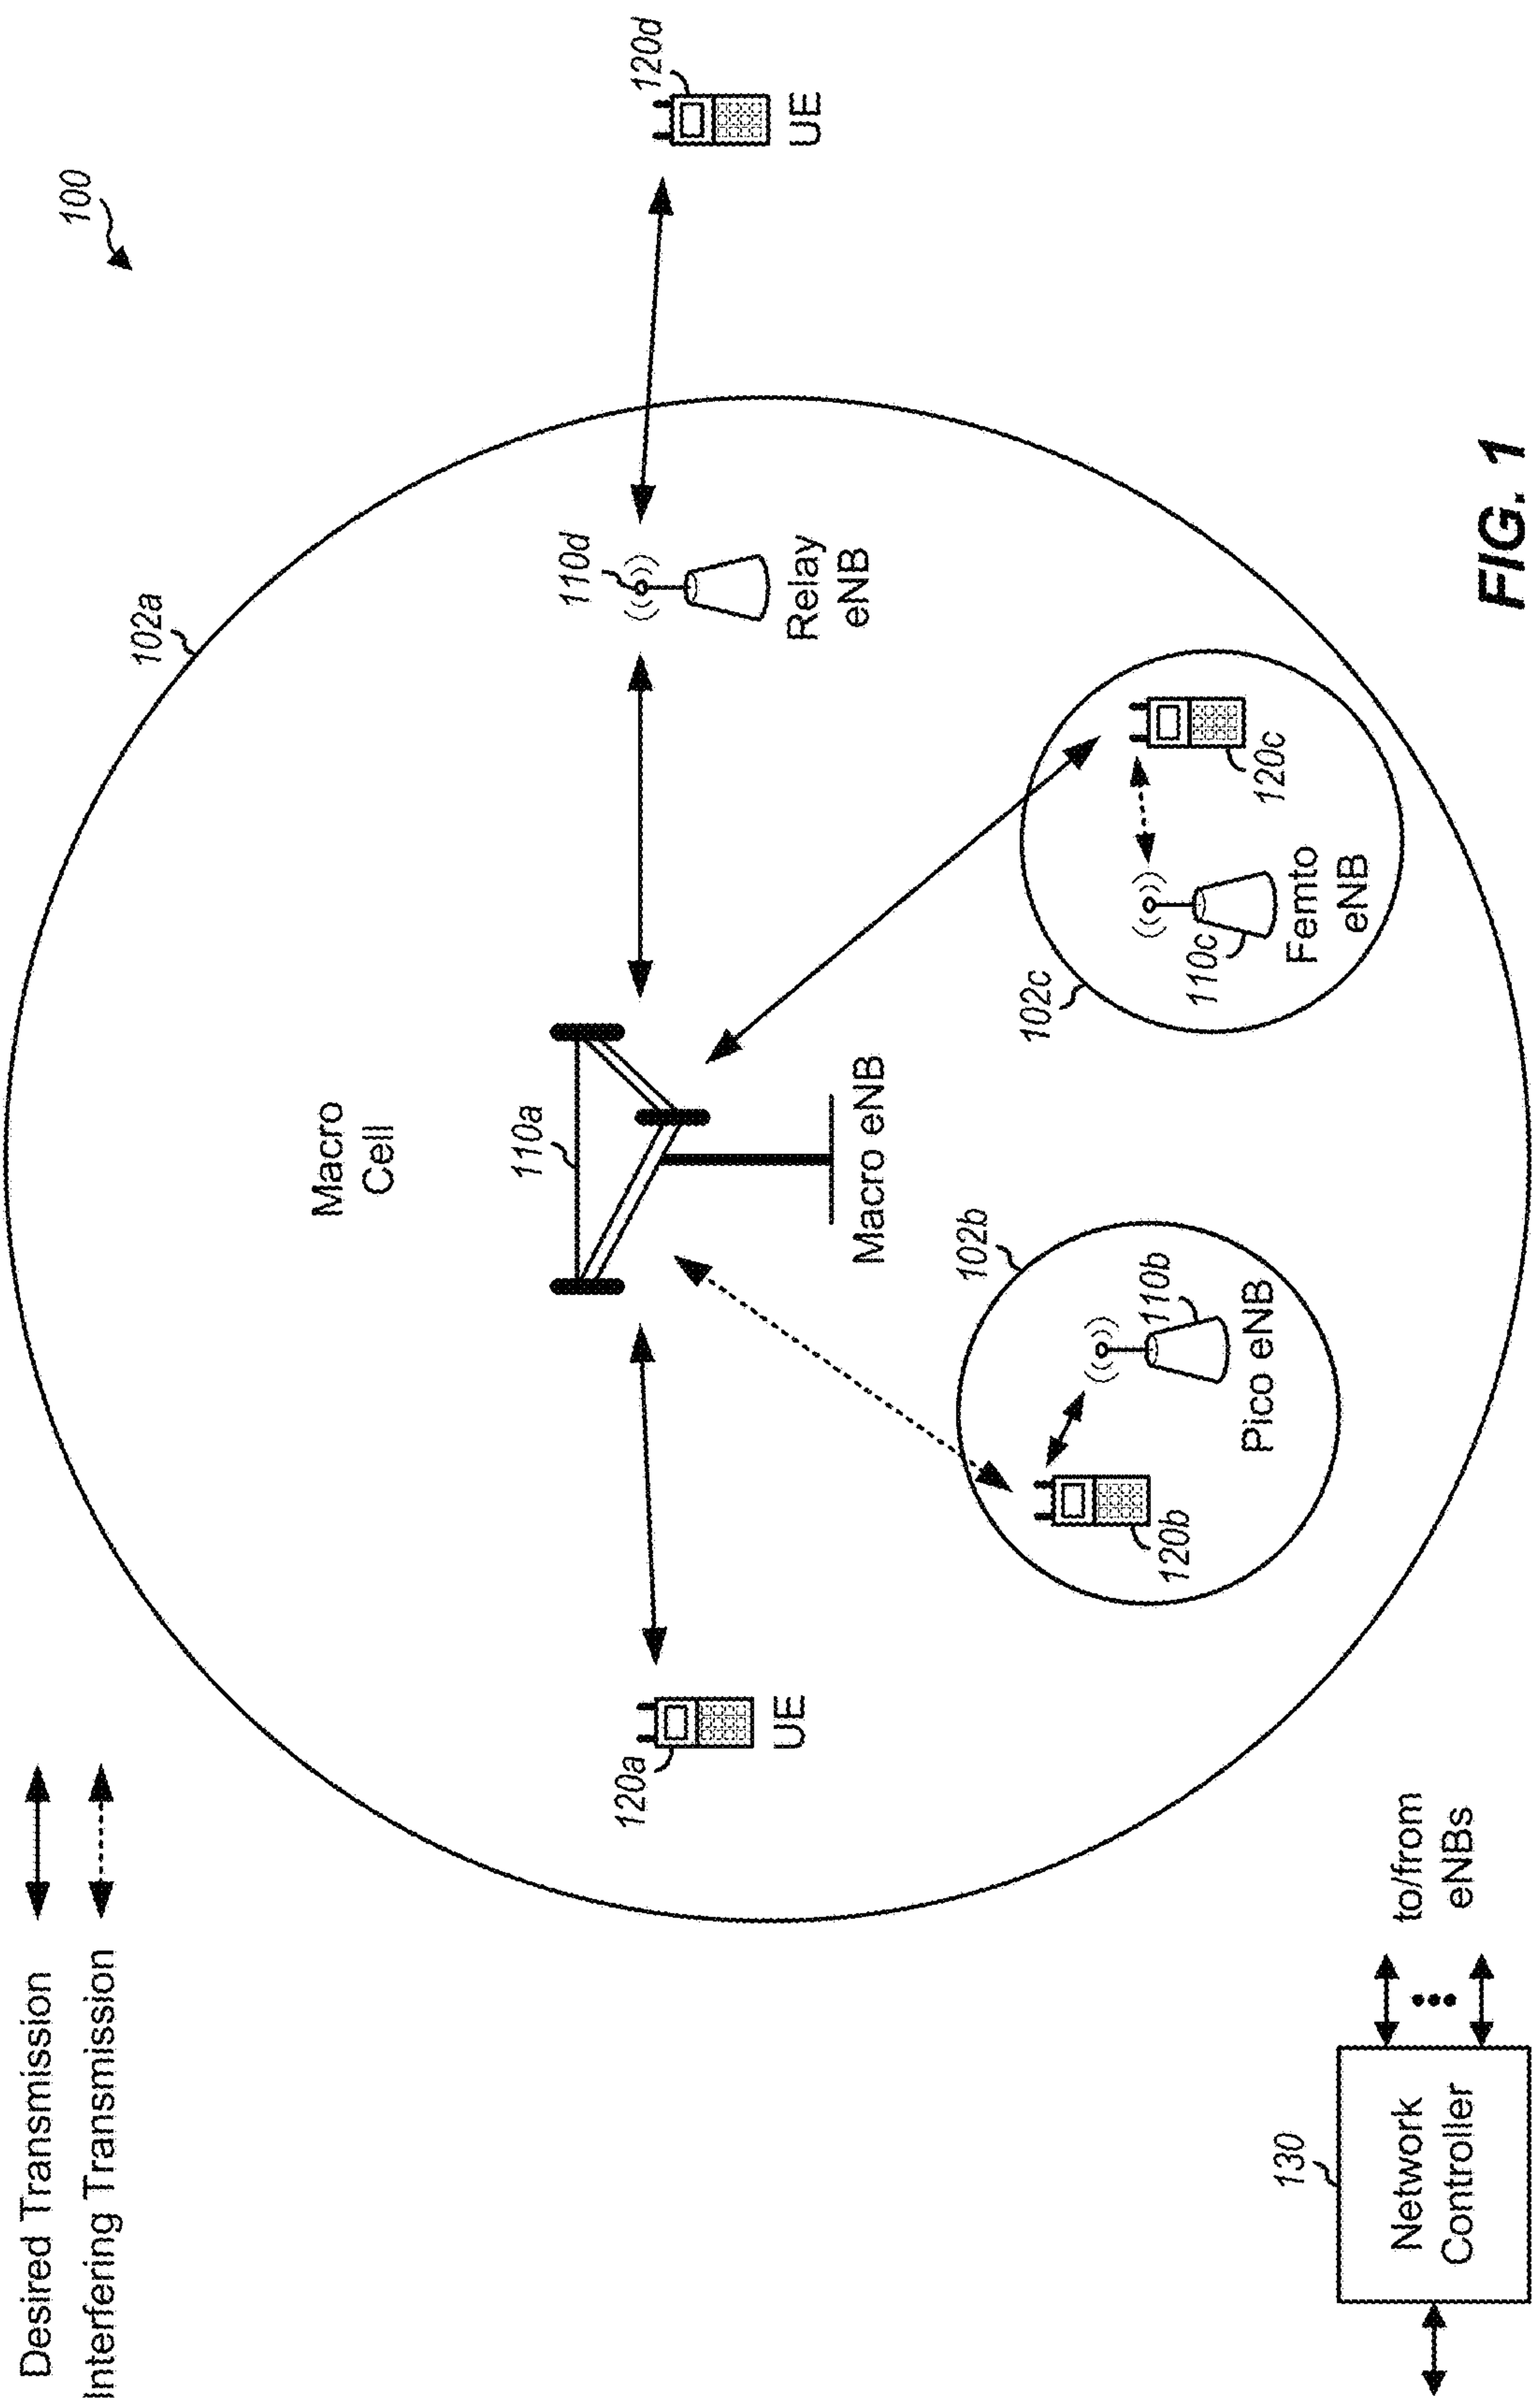 Desired Transmission
Interfering Transmission
100
102a
Macro
Cell
110a
Macro eNB
120a
UE
110d
Relay
eNB
120d
UE
102b
110b
Pico eNB
120b
102c
110c
Femto
eNB
120c
130
Network
Controller
to/from
eNBs
FIG. 1